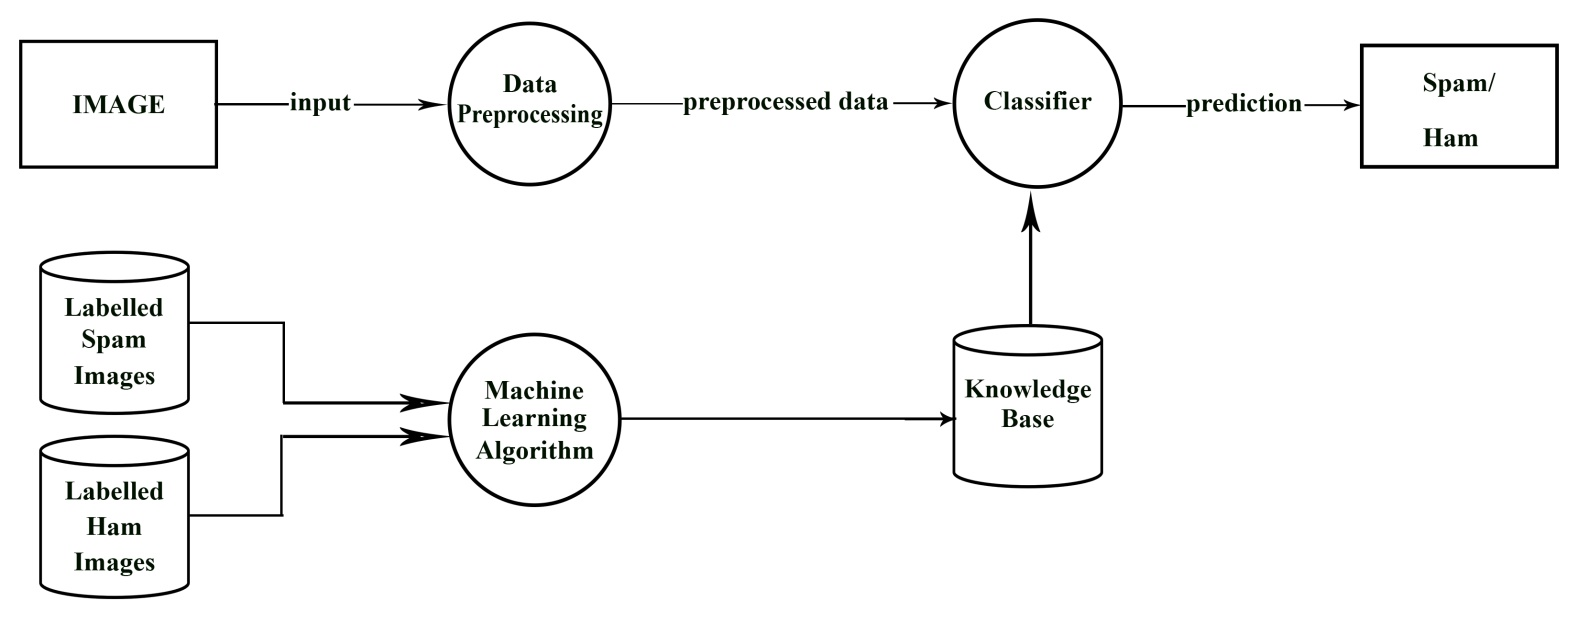 IMAGE
input
Data
Preprocessing
preprocessed data
Classifier
prediction
Spam/
Ham
Labelled
Spam
Images
Machine
Learning
Algorithm
Knowledge
Base
Labelled
Ham
Images